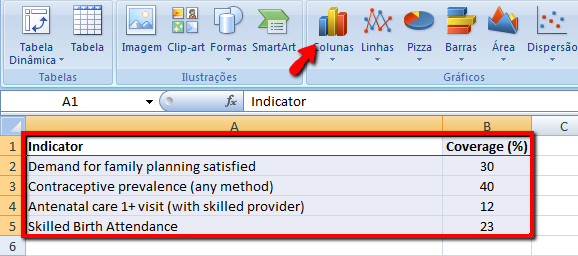 Tabela Dinâmica Tabela Imagem Clip-art Formas SmartArt Colunas Linhas Pizza Barras Área Dispersão
Tabelas Ilustrações Gráficos
A1 fx Indicator
A B C
1 Indicator Coverage (%)
2 Demand for family planning satisfied 30
3 Contraceptive prevalence (any method) 40
4 Antenatal care 1+ visit (with skilled provider) 12
5 Skilled Birth Attendance 23
6